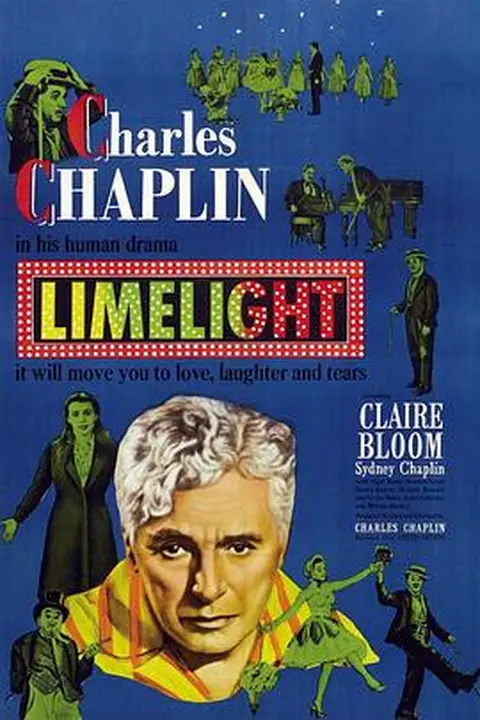 Charles
CHAPLIN
in his human drama
LIMELIGHT
it will move you to love, laughter and tears
CLAIRE
BLOOM
Sydney Chaplin
CHARLES CHAPLIN